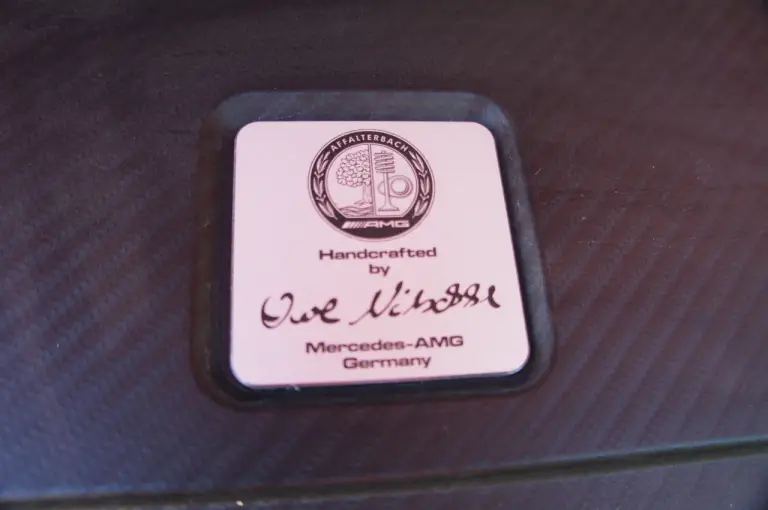 AFFALTERBACH
AMG
Handcrafted
by
Mercedes-AMG
Germany